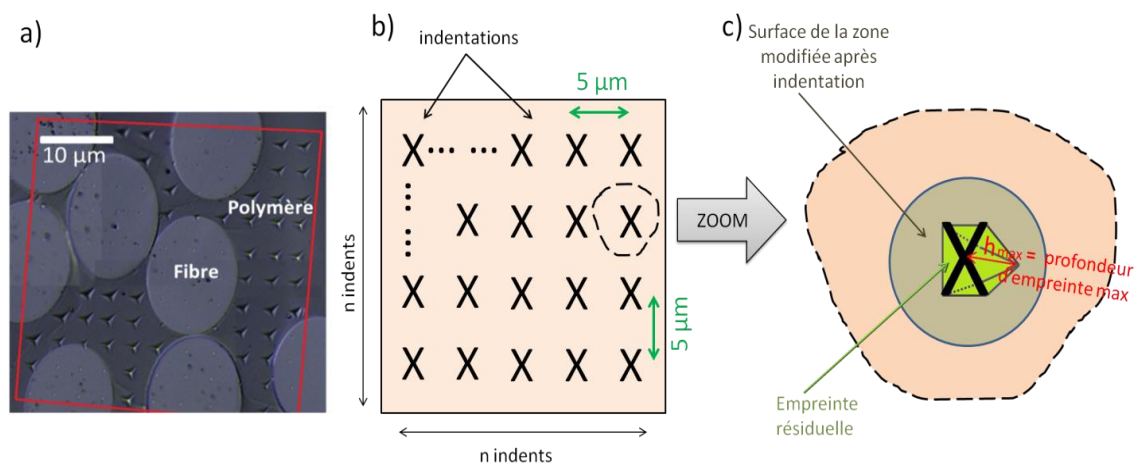 a)
10 µm
Polymère
Fibre
b)
indentations
5 µm
X... ... X X X
X X X X
X X X X X
X X X X X
5 µm
n indents
n indents
ZOOM
c)
Surface de la zone
modifiée après
indentation
X
hmax = profondeur
d'empreinte max
Empreinte
résiduelle